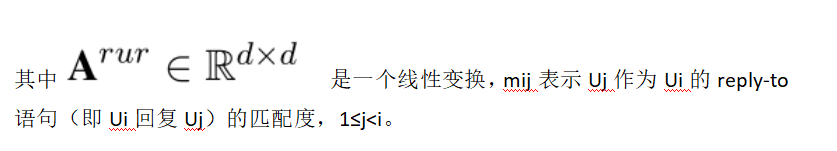 其中 A^{rur} ∈ ℝ^{d×d} 是一个线性变换，mij 表示 Uj 作为 Ui 的 reply-to
语句（即 Ui 回复 Uj）的匹配度，1≤j<i。